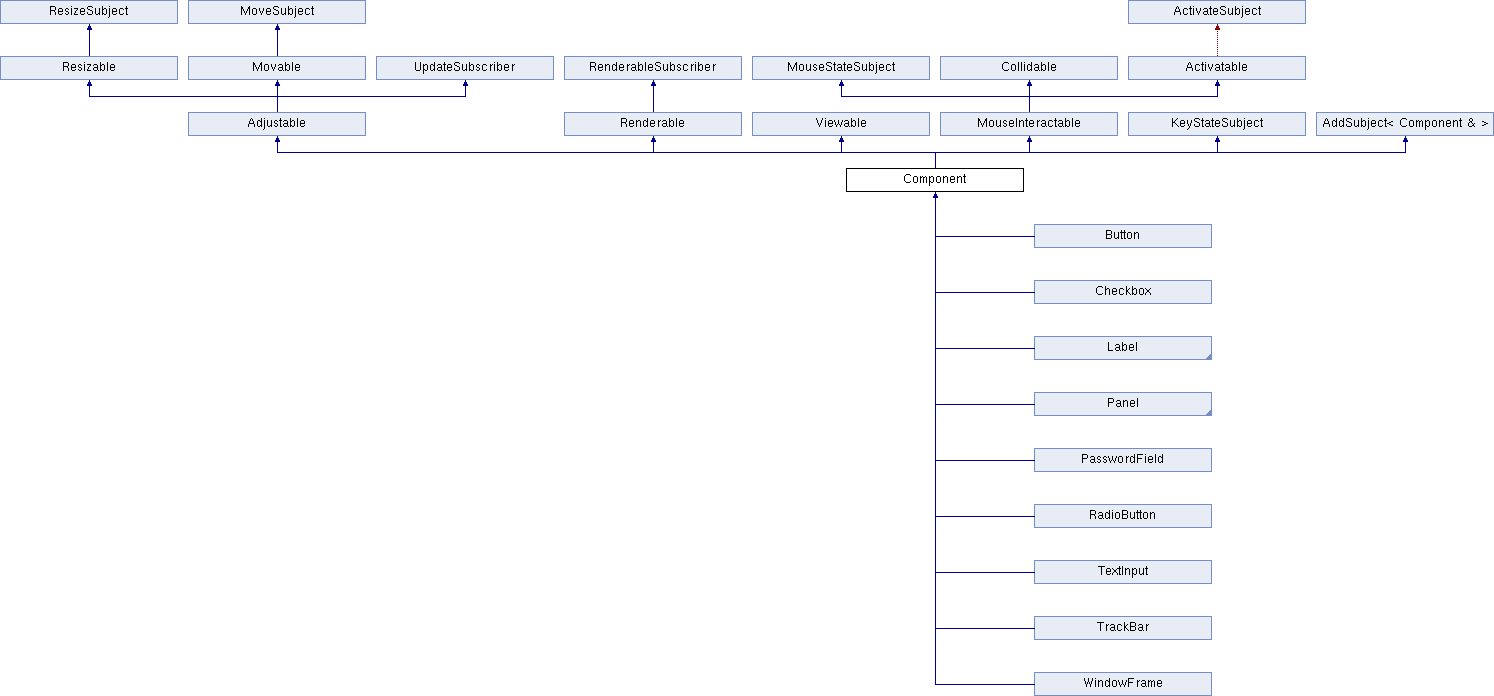 ResizeSubject
MoveSubject
ActivateSubject
Resizable
Movable
UpdateSubscriber
RenderableSubscriber
MouseStateSubject
Collidable
Activatable
Adjustable
Renderable
Viewable
MouseInteractable
KeyStateSubject
AddSubject< Component & >
Component
Button
Checkbox
Label
Panel
PasswordField
RadioButton
TextInput
TrackBar
WindowFrame